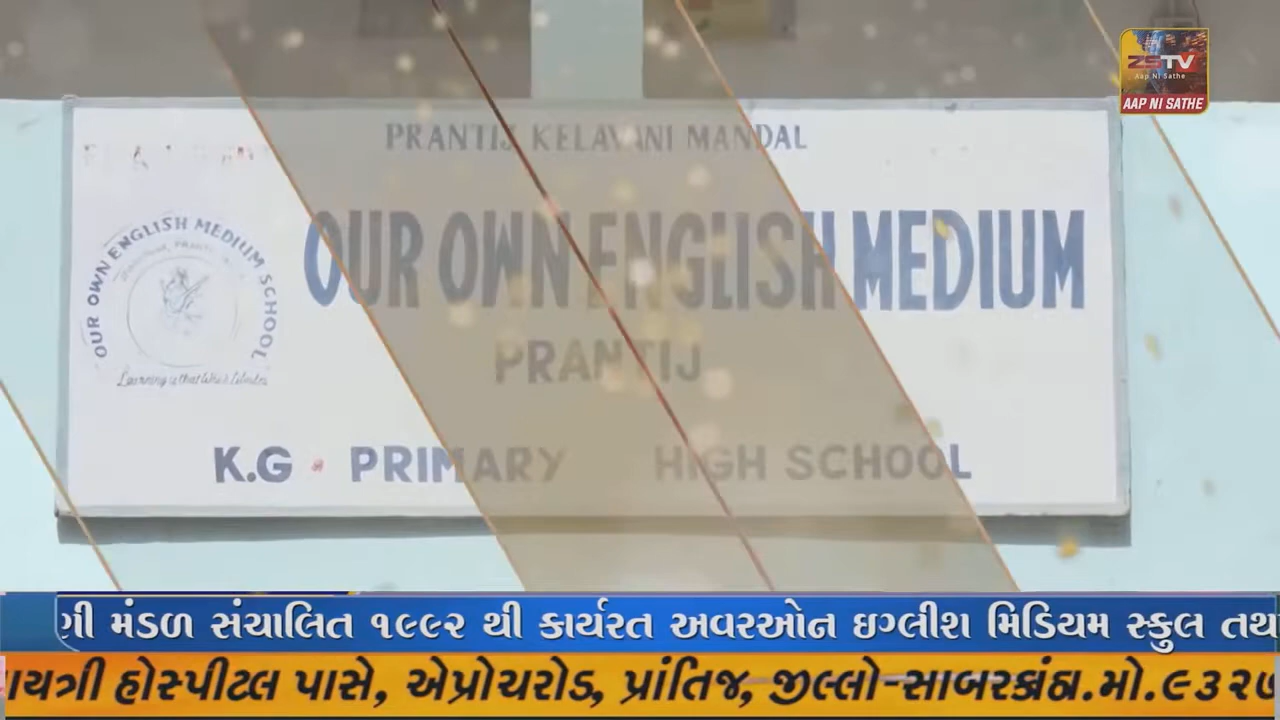 ZSTV
Aap Ni Sathe
AAP NI SATHE
PRANTIJ KELAVANI MANDAL
OUR OWN ENGLISH MEDIUM
PRANTIJ
K.G PRIMARY HIGH SCHOOL
OUR OWN ENGLISH MEDIUM SCHOOL
મંડળ સંચાલિત ૧૯૯૨ થી કાર્યરત અવરઓન ઇગ્લીશ મિડિયમ સ્કુલ તથા
હોસ્પીટલ પાસે, એપ્રોચરોડ, પ્રાંતિજ, જીલ્લો-સાબરકાંઠા.મો.૯૩૨૭